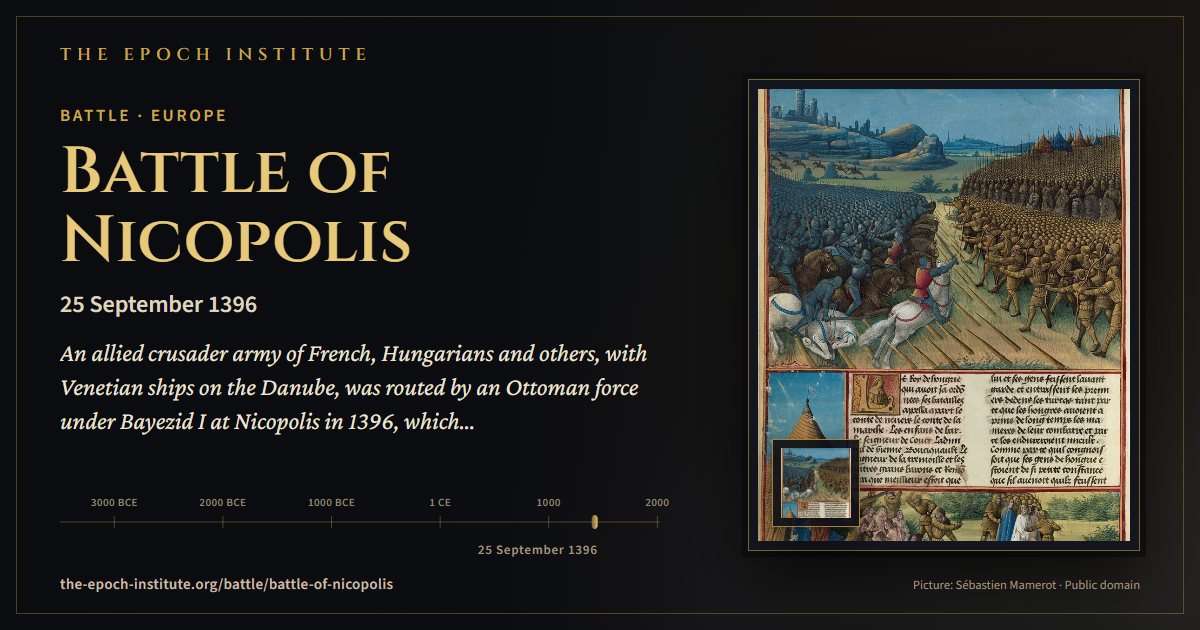 THE EPOCH INSTITUTE
BATTLE · EUROPE
BATTLE OF
NICOPOLIS
25 September 1396
An allied crusader army of French, Hungarians and others, with
Venetian ships on the Danube, was routed by an Ottoman force
under Bayezid I at Nicopolis in 1396, which...
3000 BCE 2000 BCE 1000 BCE 1 CE 1000 2000
25 September 1396
the-epoch-institute.org/battle/battle-of-nicopolis
Picture: Sébastien Mamerot · Public domain